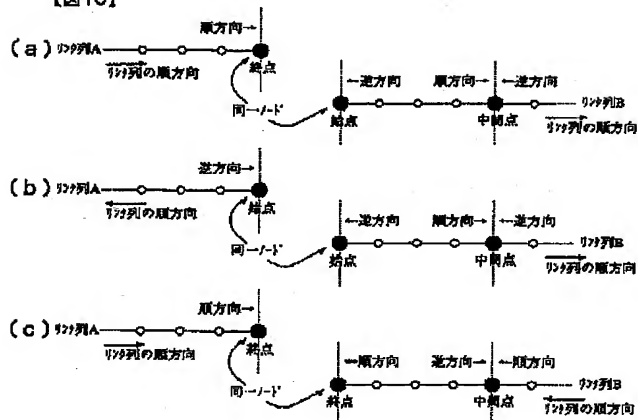 【図10】
順方向→
(a) リンク列A
リンク列の順方向
終点
←逆方向 順方向→ ←逆方向
同一ノード
始点 中間点 リンク列B
リンク列の順方向
逆方向→
(b) リンク列A
リンク列の順方向
始点
←逆方向 順方向→ ←逆方向
同一ノード
始点 中間点 リンク列B
リンク列の順方向
順方向→
(c) リンク列A
リンク列の順方向
終点
←順方向 逆方向→ ←順方向
同一ノード
終点 中間点 リンク列B
リンク列の順方向